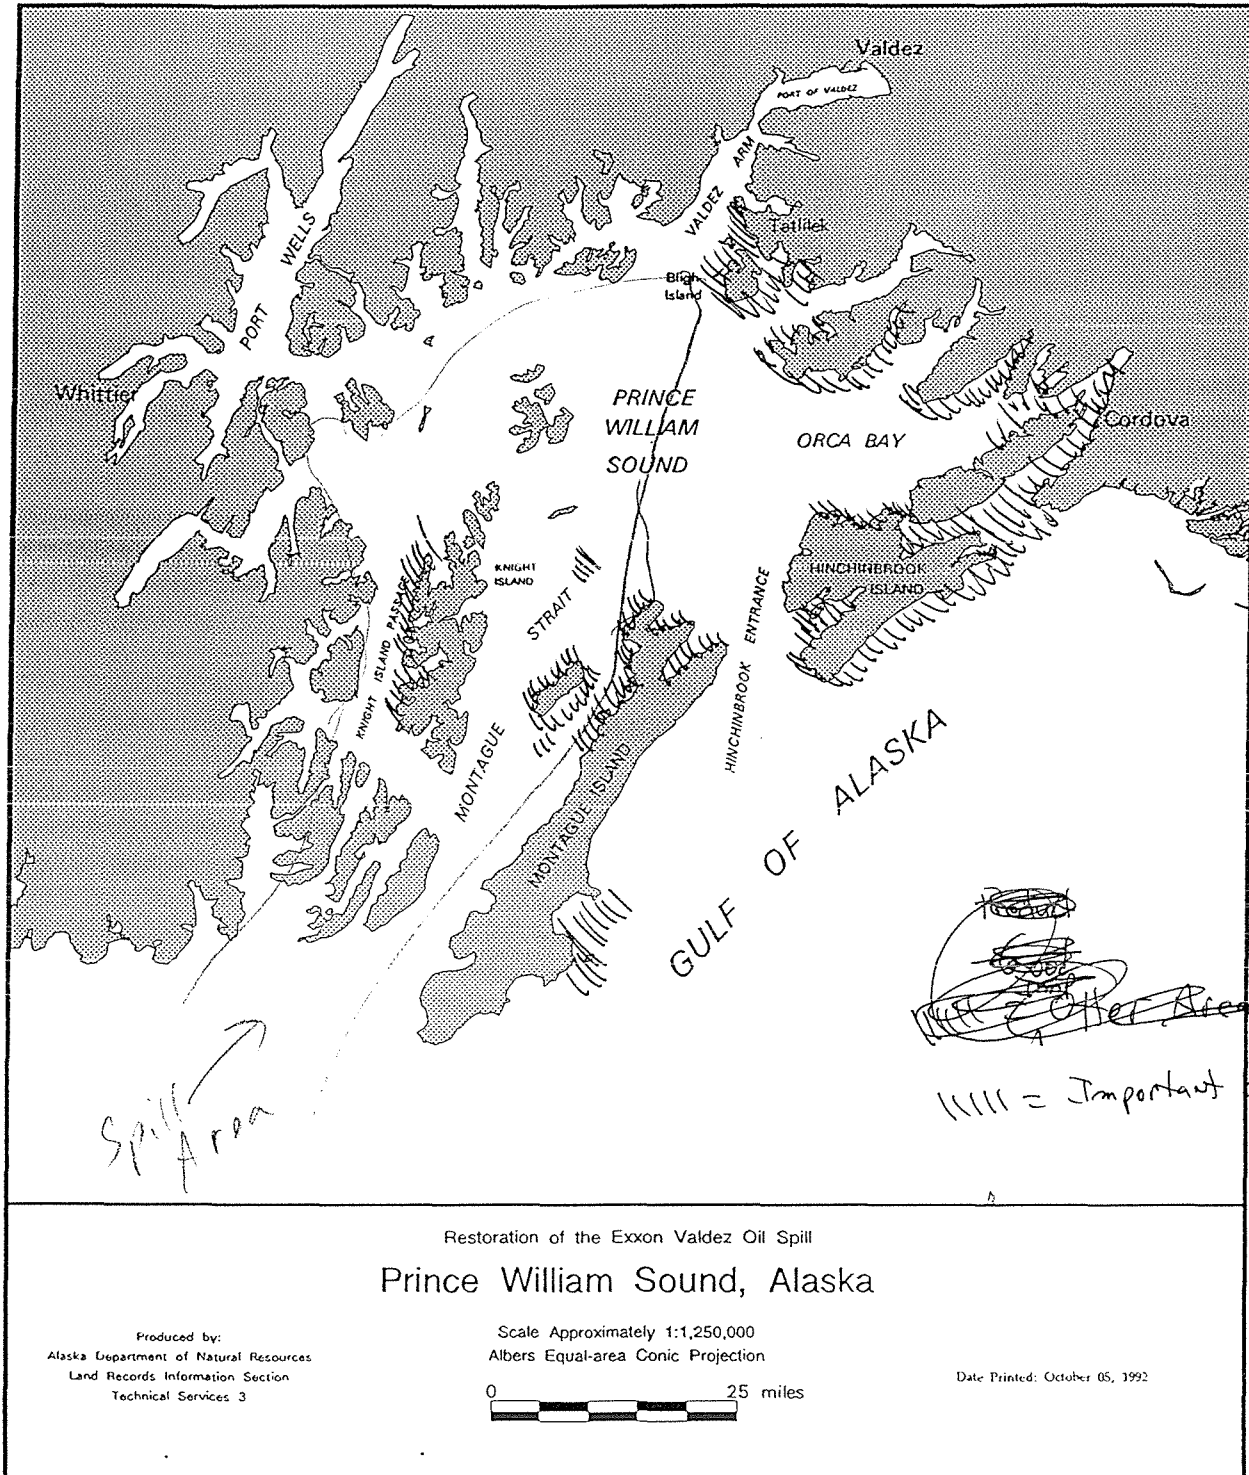 Valdez
PORT OF VALDEZ
VALDEZ ARM
Tatilek
Bligh
Island
PORT WELLS
Whittier
PRINCE
WILLIAM
SOUND
ORCA BAY
Cordova
KNIGHT
ISLAND
KNIGHT ISLAND PASSAGE
MONTAGUE STRAIT
HINCHINBROOK
ISLAND
HINCHINBROOK ENTRANCE
MONTAGUE ISLAND
GULF OF ALASKA
= Otter Area
= Important
Spill
Area
Restoration of the Exxon Valdez Oil Spill
Prince William Sound, Alaska
Produced by:
Alaska Department of Natural Resources
Land Records Information Section
Technical Services 3
Scale Approximately 1:1,250,000
Albers Equal-area Conic Projection
0 25 miles
Date Printed: October 05, 1992